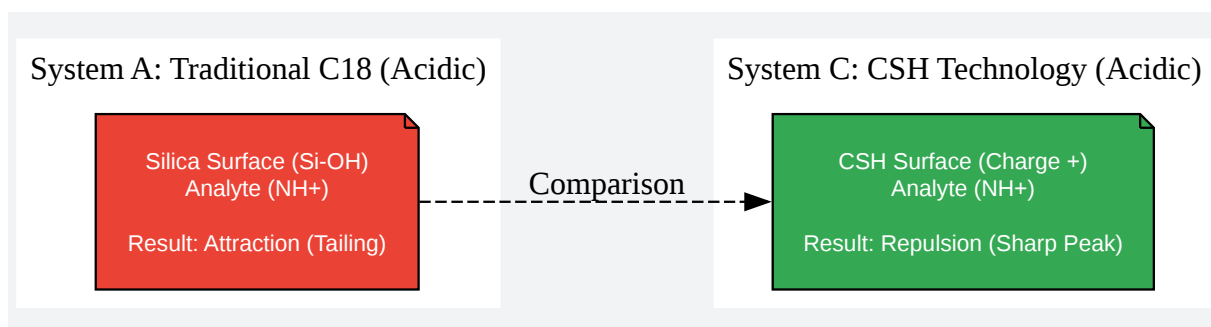 System A: Traditional C18 (Acidic)
Silica Surface (Si-OH)
Analyte (NH+)
Result: Attraction (Tailing)
Comparison
System C: CSH Technology (Acidic)
CSH Surface (Charge +)
Analyte (NH+)
Result: Repulsion (Sharp Peak)